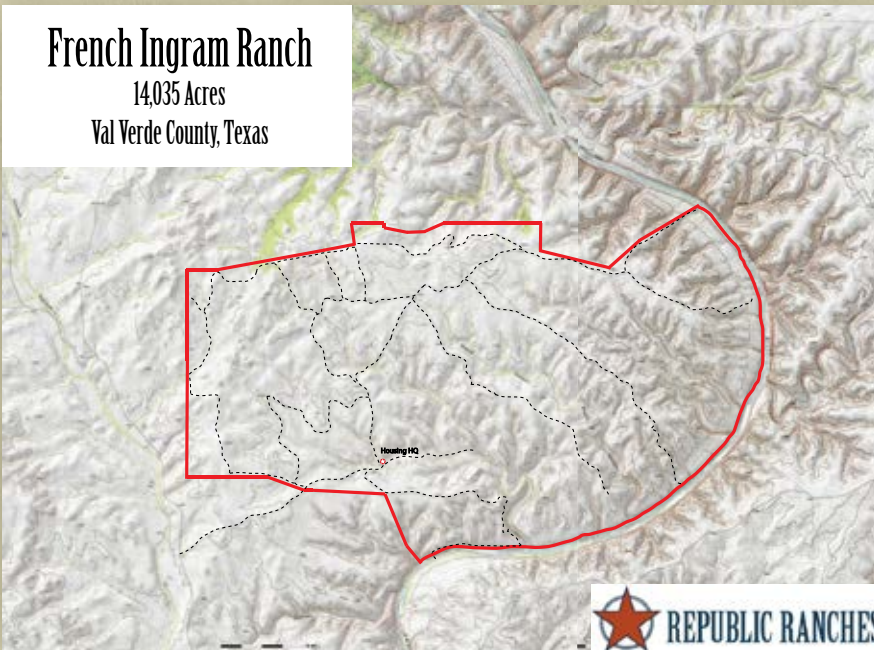 French Ingram Ranch
14,035 Acres
Val Verde County, Texas
Housing HQ
REPUBLIC RANCHES